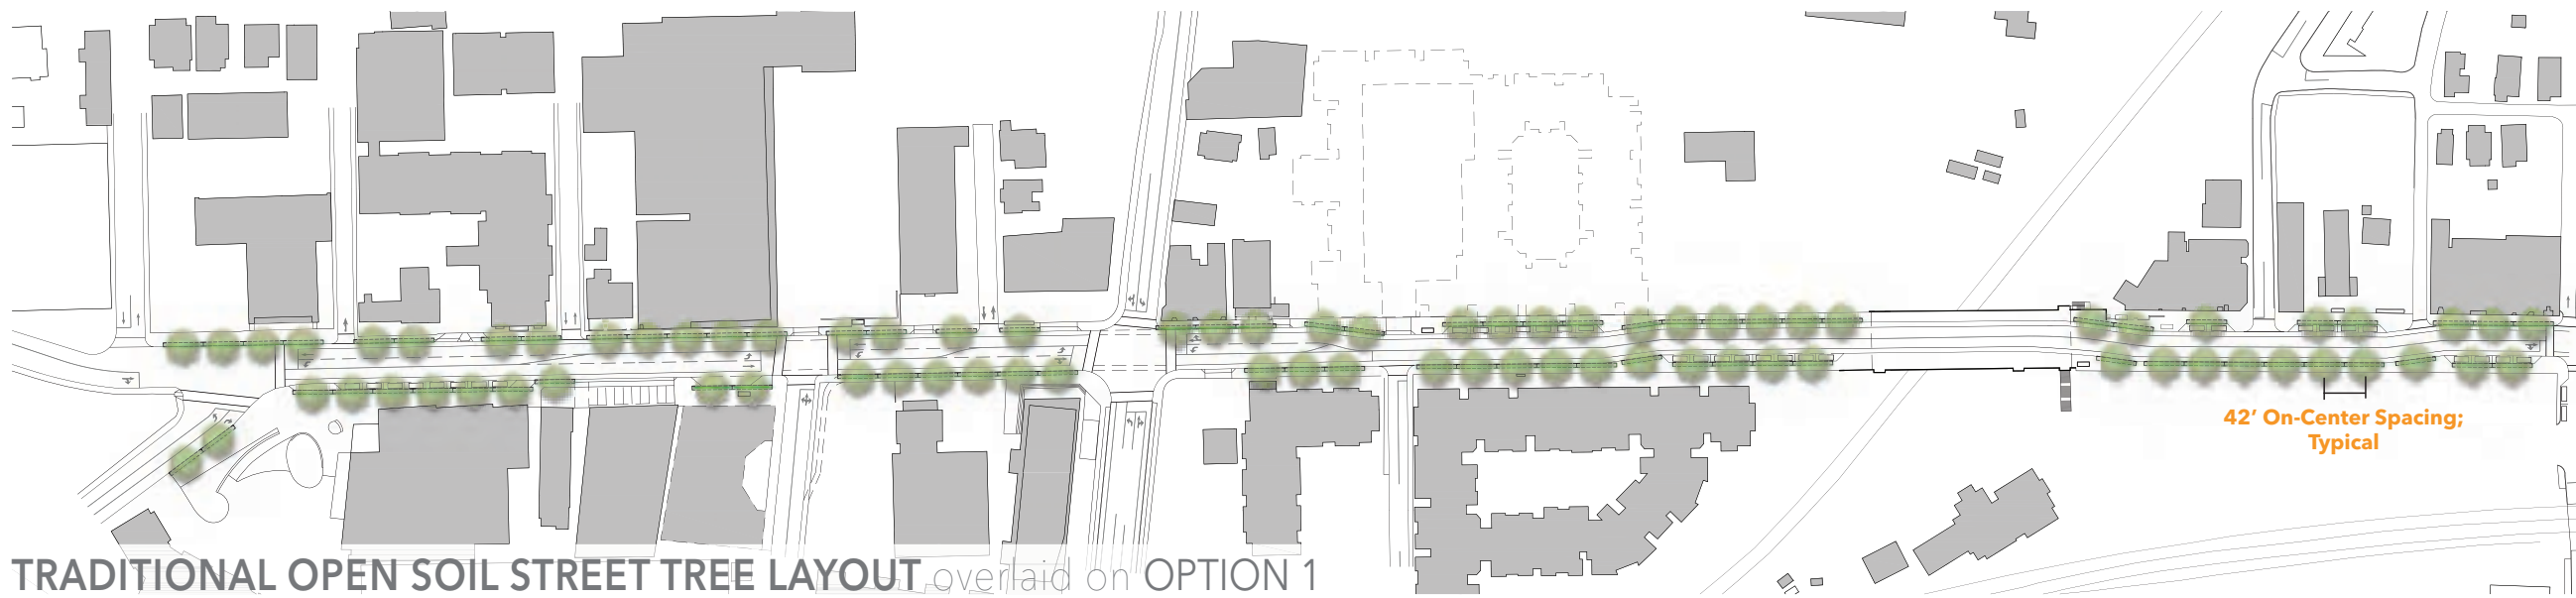 42' On-Center Spacing;
Typical
TRADITIONAL OPEN SOIL STREET TREE LAYOUT overlaid on OPTION 1